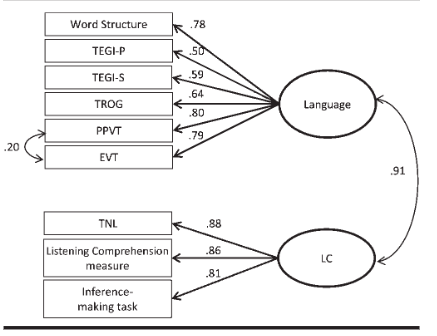 Word Structure
.78
TEGI-P
.50
TEGI-S
.59
TROG
.64
Language
PPVT
.80
EVT
.79
.20
.91
TNL
.88
Listening Comprehension
measure
.86
LC
.81
Inference-
making task